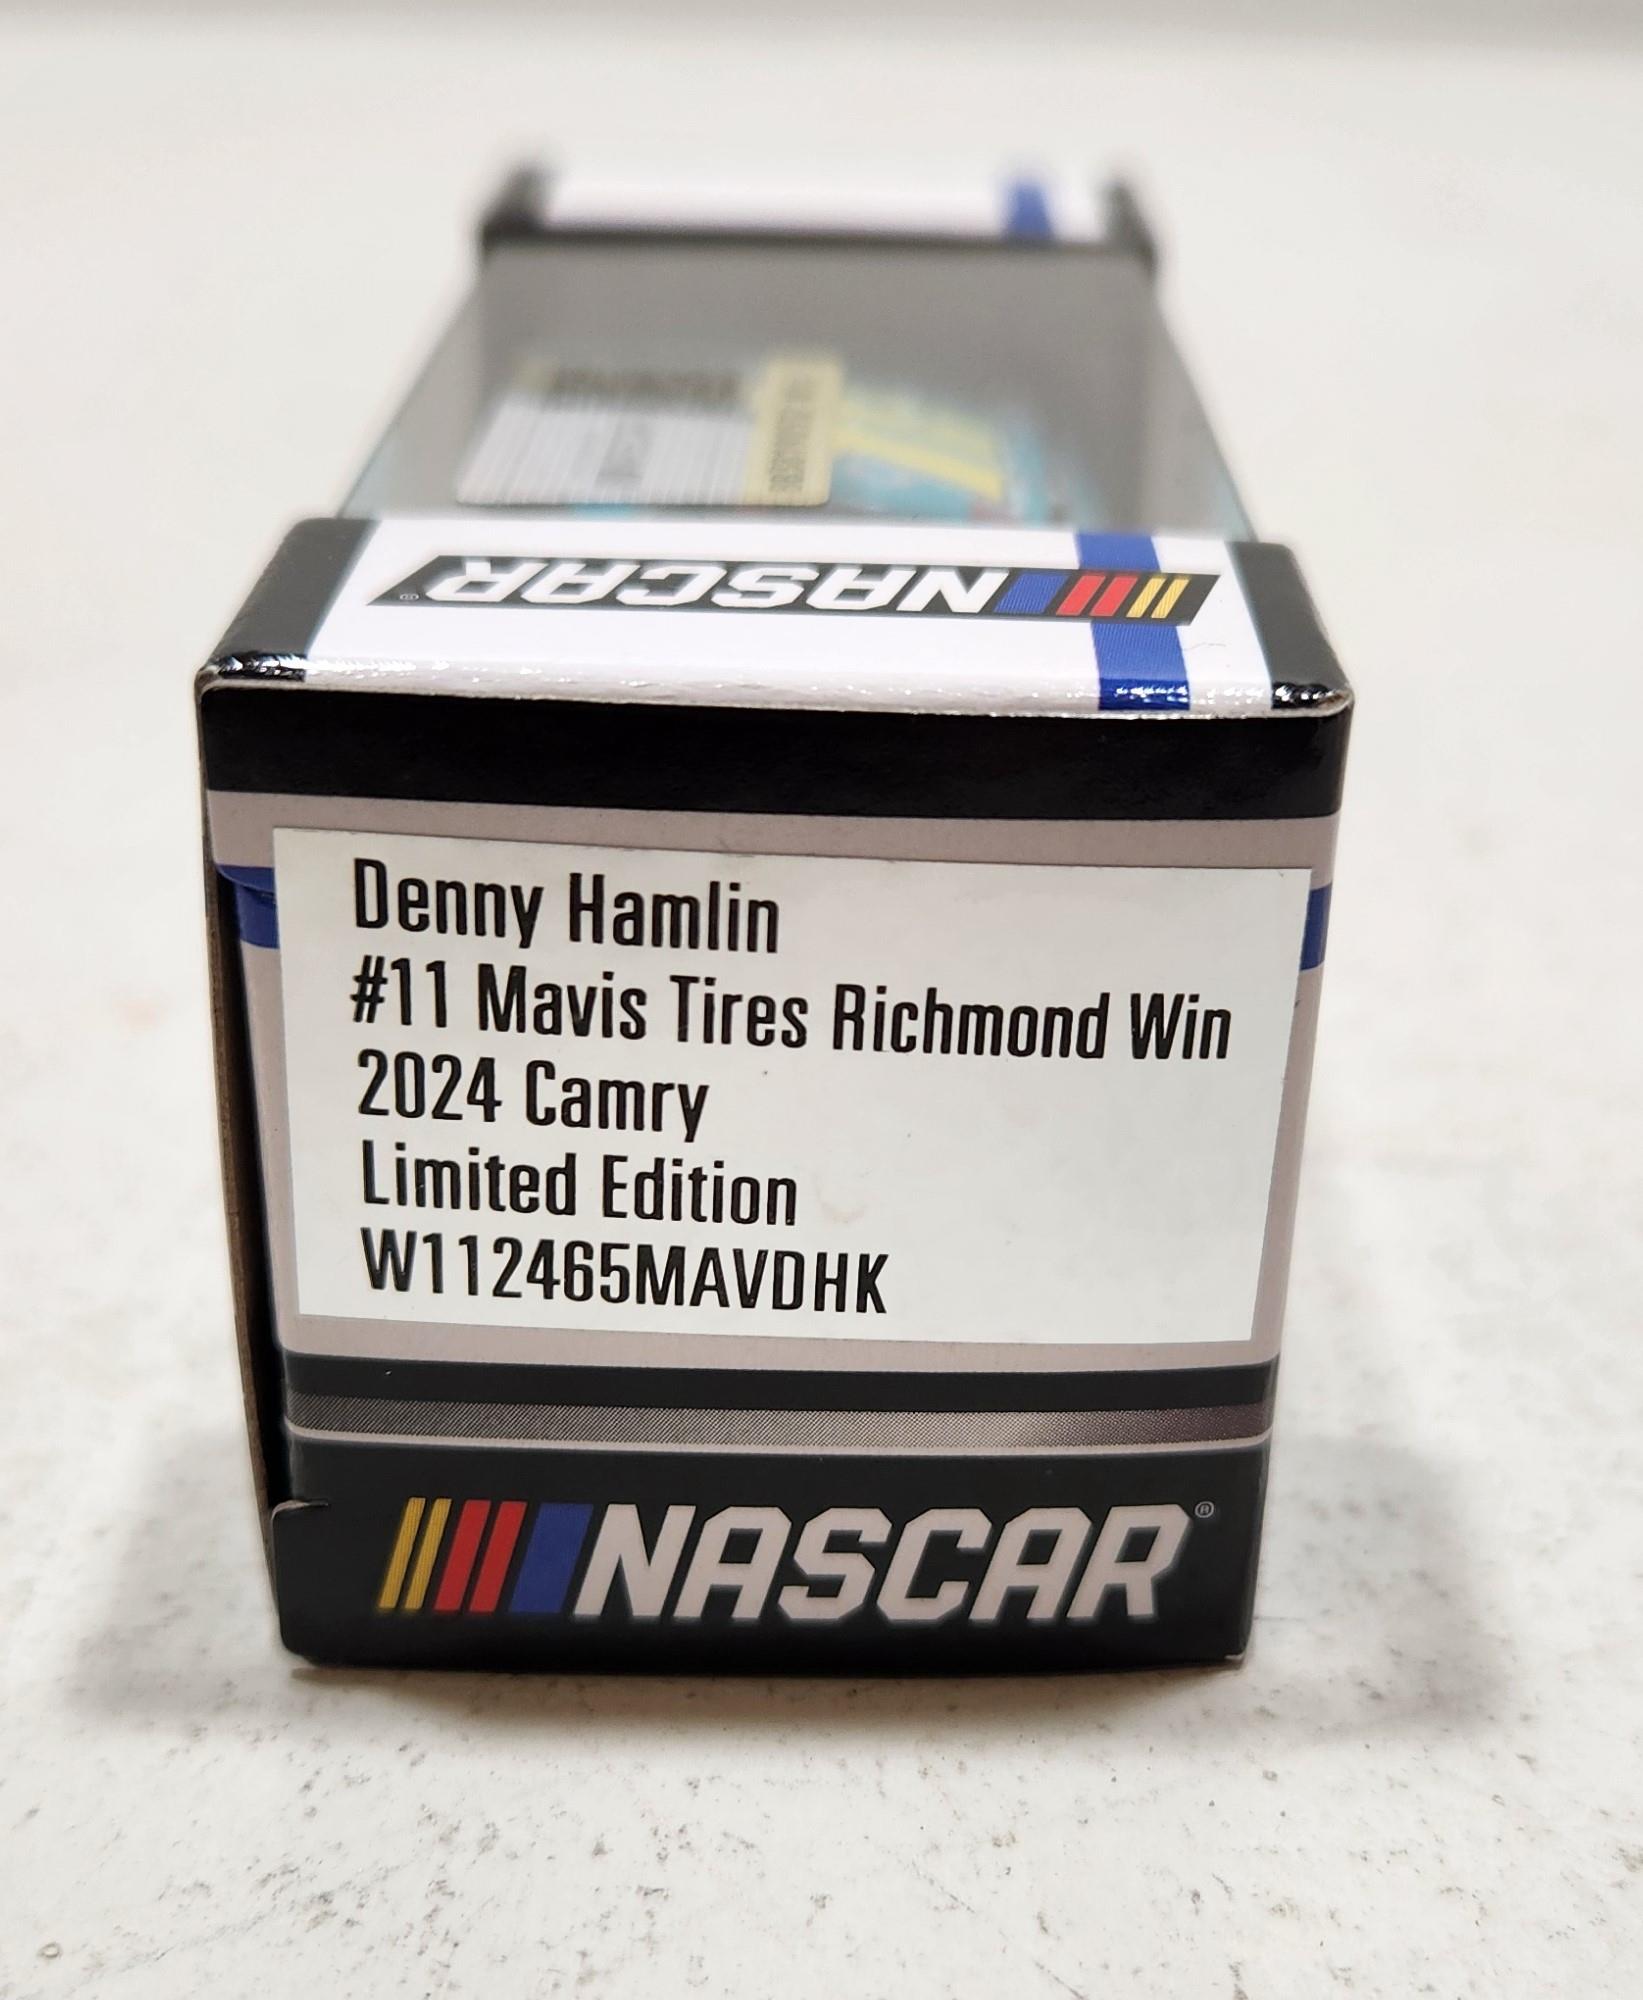 NASCAR®
Denny Hamlin
#11 Mavis Tires Richmond Win
2024 Camry
Limited Edition
W112465MAVDHK
NASCAR®